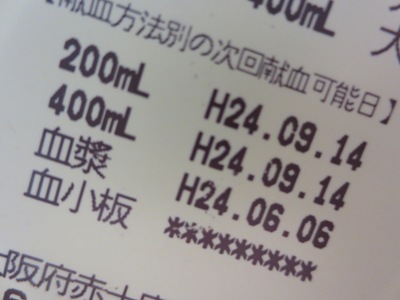 400mL
【献血方法別の次回献血可能日】
200mL H24.09.14
400mL H24.09.14
血漿 H24.06.06
血小板 *********
阪府赤十